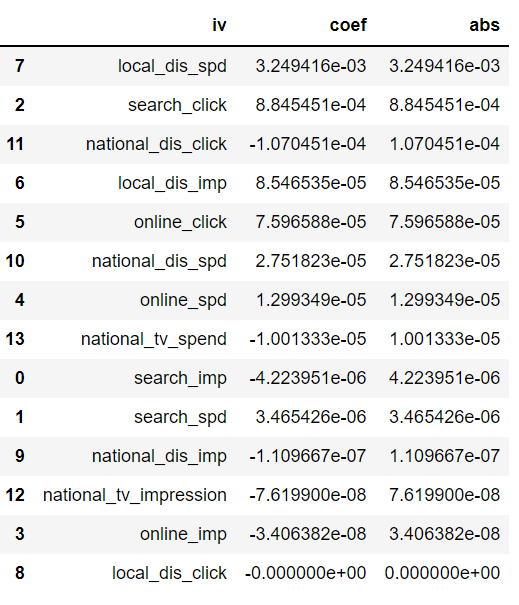 iv coef abs
7 local_dis_spd 3.249416e-03 3.249416e-03
2 search_click 8.845451e-04 8.845451e-04
11 national_dis_click -1.070451e-04 1.070451e-04
6 local_dis_imp 8.546535e-05 8.546535e-05
5 online_click 7.596588e-05 7.596588e-05
10 national_dis_spd 2.751823e-05 2.751823e-05
4 online_spd 1.299349e-05 1.299349e-05
13 national_tv_spend -1.001333e-05 1.001333e-05
0 search_imp -4.223951e-06 4.223951e-06
1 search_spd 3.465426e-06 3.465426e-06
9 national_dis_imp -1.109667e-07 1.109667e-07
12 national_tv_impression -7.619900e-08 7.619900e-08
3 online_imp -3.406382e-08 3.406382e-08
8 local_dis_click -0.000000e+00 0.000000e+00